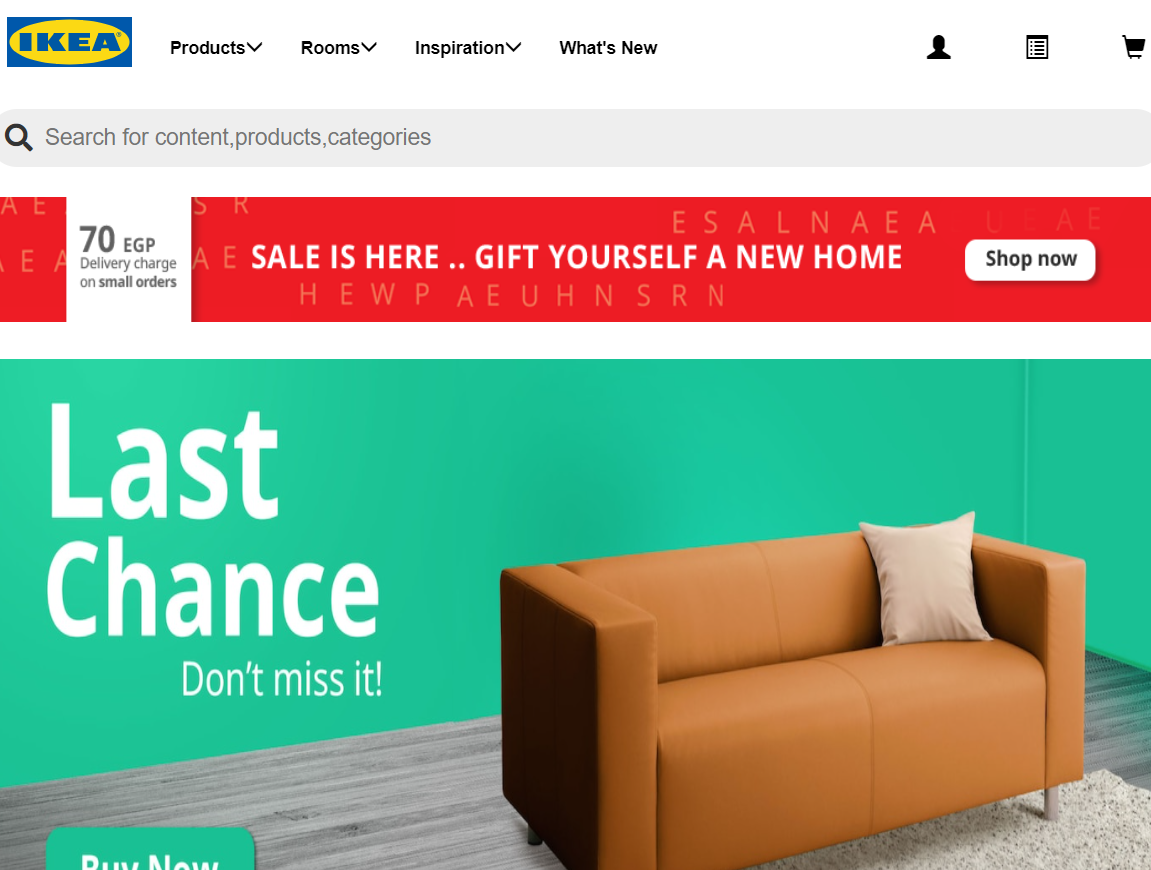 IKEA®
Products
Rooms
Inspiration
What's New
Search for content,products,categories
A E
S R
E S A L N A E A
U E A E
70 EGP
Delivery charge
on small orders
A E A
A E
SALE IS HERE .. GIFT YOURSELF A NEW HOME
Shop now
H E W P
A E U H N S R N
Last
Chance
Don't miss it!
Buy Now